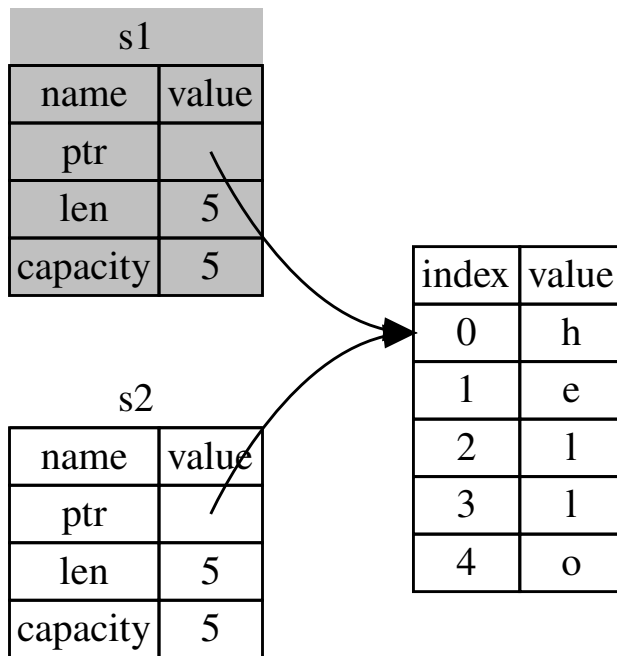 s1
name value
ptr
len 5
capacity 5
s2
name value
ptr
len 5
capacity 5
index value
0 h
1 e
2 l
3 l
4 o